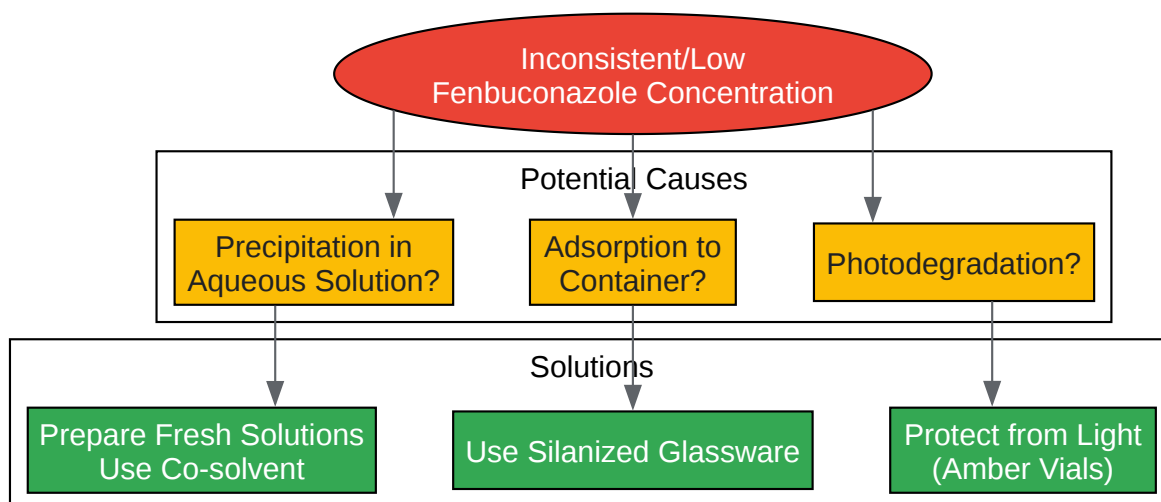 Inconsistent/Low
Fenbuconazole Concentration
Potential Causes
Precipitation in
Aqueous Solution?
Adsorption to
Container?
Photodegradation?
Solutions
Prepare Fresh Solutions
Use Co-solvent
Use Silanized Glassware
Protect from Light
(Amber Vials)